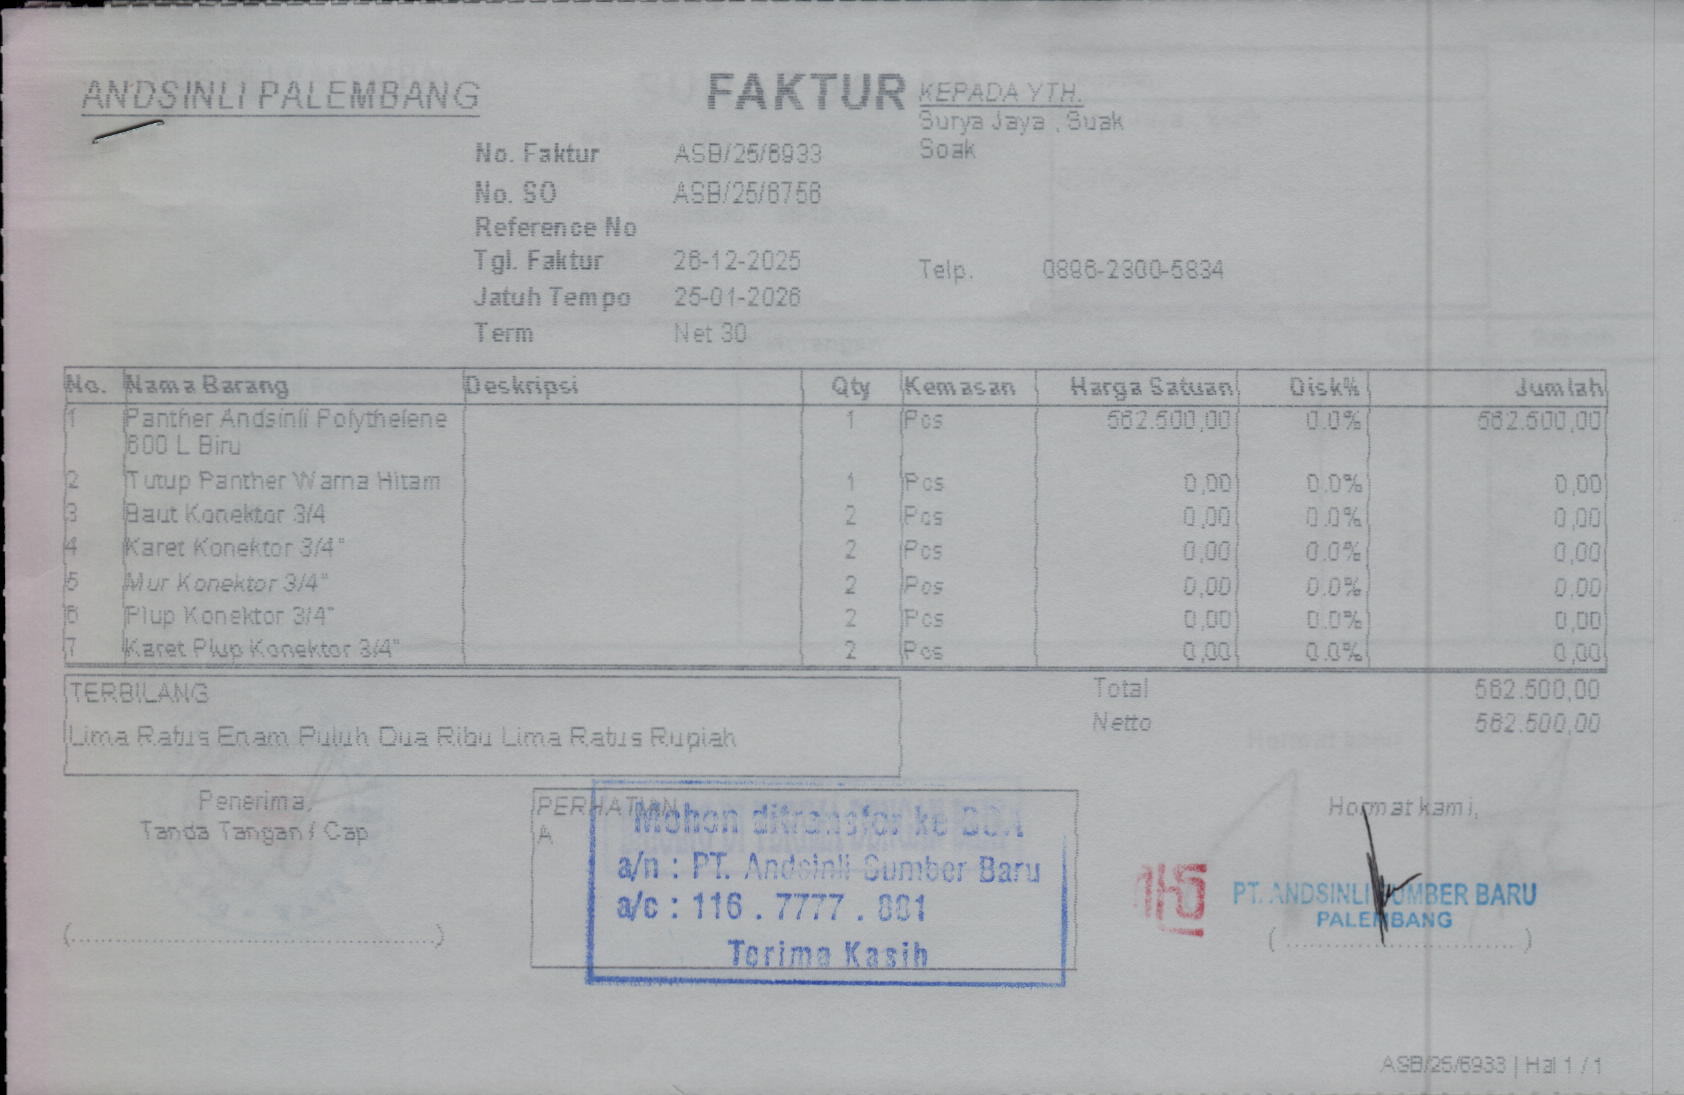 ANDSINLI PALEMBANG
FAKTUR
KEPADA YTH.
Surya Jaya , Suak
Soak
No. Faktur ASB/25/6933
No. SO ASB/25/6756
Reference No
Tgl. Faktur 26-12-2025
Telp. 0896-2300-5834
Jatuh Tempo 25-01-2026
Term Net 30
No. Nama Barang Deskripsi Qty Kemasan Harga Satuan Disk% Jumlah
1 Panther Andsinli Polythelene 1 Pcs 562.500,00 0.0% 562.500,00
600 L Biru
2 Tutup Panther Warna Hitam 1 Pcs 0,00 0.0% 0,00
3 Baut Konektor 3/4 2 Pcs 0,00 0.0% 0,00
4 Karet Konektor 3/4" 2 Pcs 0,00 0.0% 0,00
5 Mur Konektor 3/4" 2 Pcs 0,00 0.0% 0,00
6 Plup Konektor 3/4" 2 Pcs 0,00 0.0% 0,00
7 Karet Plup Konektor 3/4" 2 Pcs 0,00 0.0% 0,00
TERBILANG
Lima Ratus Enam Puluh Dua Ribu Lima Ratus Rupiah
Total 562.500,00
Netto 562.500,00
Penerima,
Tanda Tangan / Cap
(..........................................)
PERHATIAN
A
Mohon ditransfer ke BCA
a/n : PT. Andsinli Sumber Baru
a/c : 116 . 7777 . 881
Terima Kasih
Hormat kami,
PT. ANDSINLI SUMBER BARU
PALEMBANG
( ............................ )
ASB/25/6933 | Hal 1 / 1